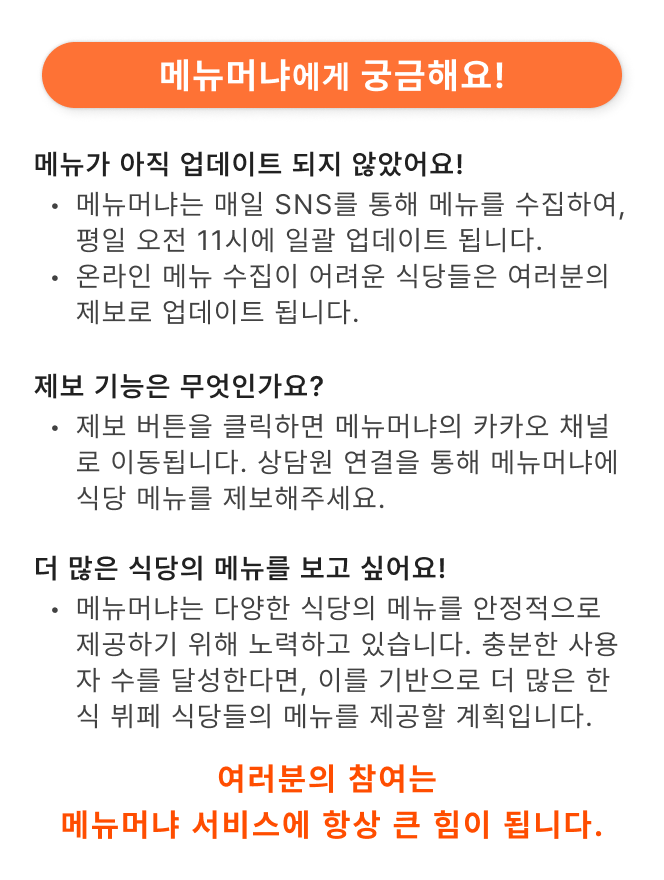 메뉴머냐에게 궁금해요!
메뉴가 아직 업데이트 되지 않았어요!
• 메뉴머냐는 매일 SNS를 통해 메뉴를 수집하여,
평일 오전 11시에 일괄 업데이트 됩니다.
• 온라인 메뉴 수집이 어려운 식당들은 여러분의
제보로 업데이트 됩니다.
제보 기능은 무엇인가요?
• 제보 버튼을 클릭하면 메뉴머냐의 카카오 채널
로 이동됩니다. 상담원 연결을 통해 메뉴머냐에
식당 메뉴를 제보해주세요.
더 많은 식당의 메뉴를 보고 싶어요!
• 메뉴머냐는 다양한 식당의 메뉴를 안정적으로
제공하기 위해 노력하고 있습니다. 충분한 사용
자 수를 달성한다면, 이를 기반으로 더 많은 한
식 뷔페 식당들의 메뉴를 제공할 계획입니다.
여러분의 참여는
메뉴머냐 서비스에 항상 큰 힘이 됩니다.